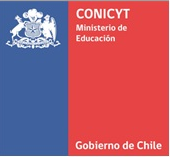 CONICYT
Ministerio de
Educación
Gobierno de Chile